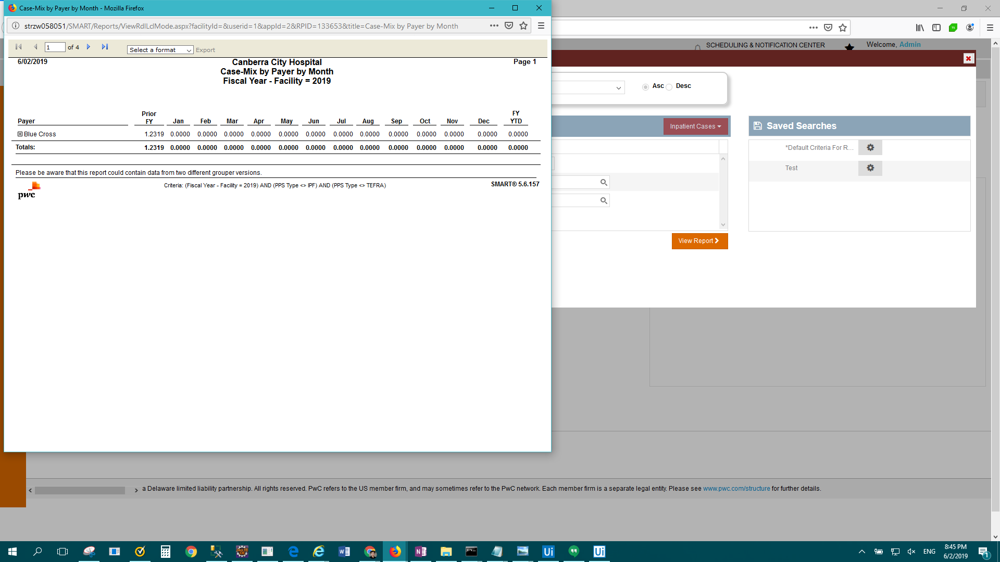 Case-Mix by Payer by Month - Mozilla Firefox
strzw058051/SMART/Reports/ViewRdlLclMode.aspx?facilityId=&userid=1&appId=2&RPID=133653&title=Case-Mix by Payer by Month
1 of 4 Select a format Export
6/02/2019 Canberra City Hospital Page 1
Case-Mix by Payer by Month
Fiscal Year - Facility = 2019
Payer Prior FY Jan Feb Mar Apr May Jun Jul Aug Sep Oct Nov Dec FY YTD
Blue Cross 1.2319 0.0000 0.0000 0.0000 0.0000 0.0000 0.0000 0.0000 0.0000 0.0000 0.0000 0.0000 0.0000 0.0000
Totals: 1.2319 0.0000 0.0000 0.0000 0.0000 0.0000 0.0000 0.0000 0.0000 0.0000 0.0000 0.0000 0.0000 0.0000
Please be aware that this report could contain data from two different grouper versions.
pwc Criteria: (Fiscal Year - Facility = 2019) AND (PPS Type <> IPF) AND (PPS Type <> TEFRA) SMART® 5.6.157
SCHEDULING & NOTIFICATION CENTER Welcome, Admin
Asc Desc
Inpatient Cases
Saved Searches
*Default Criteria For R...
Test
View Report
a Delaware limited liability partnership. All rights reserved. PwC refers to the US member firm, and may sometimes refer to the PwC network. Each member firm is a separate legal entity. Please see www.pwc.com/structure for further details.
ENG
8:45 PM
6/2/2019
1